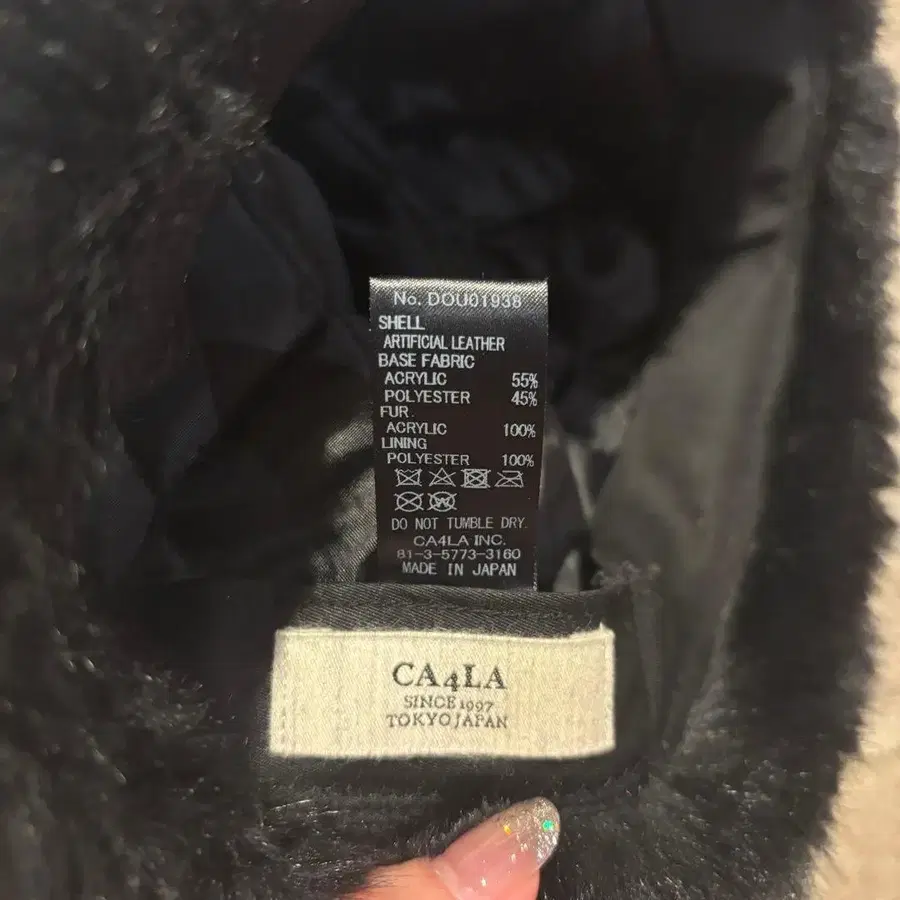 No. DOU01938
SHELL
ARTIFICIAL LEATHER
BASE FABRIC
ACRYLIC 55%
POLYESTER 45%
FUR.
ACRYLIC 100%
LINING
POLYESTER 100%
DO NOT TUMBLE DRY.
CA4LA INC.
81-3-5773-3160
MADE IN JAPAN
CA4LA
SINCE 1997
TOKYO JAPAN